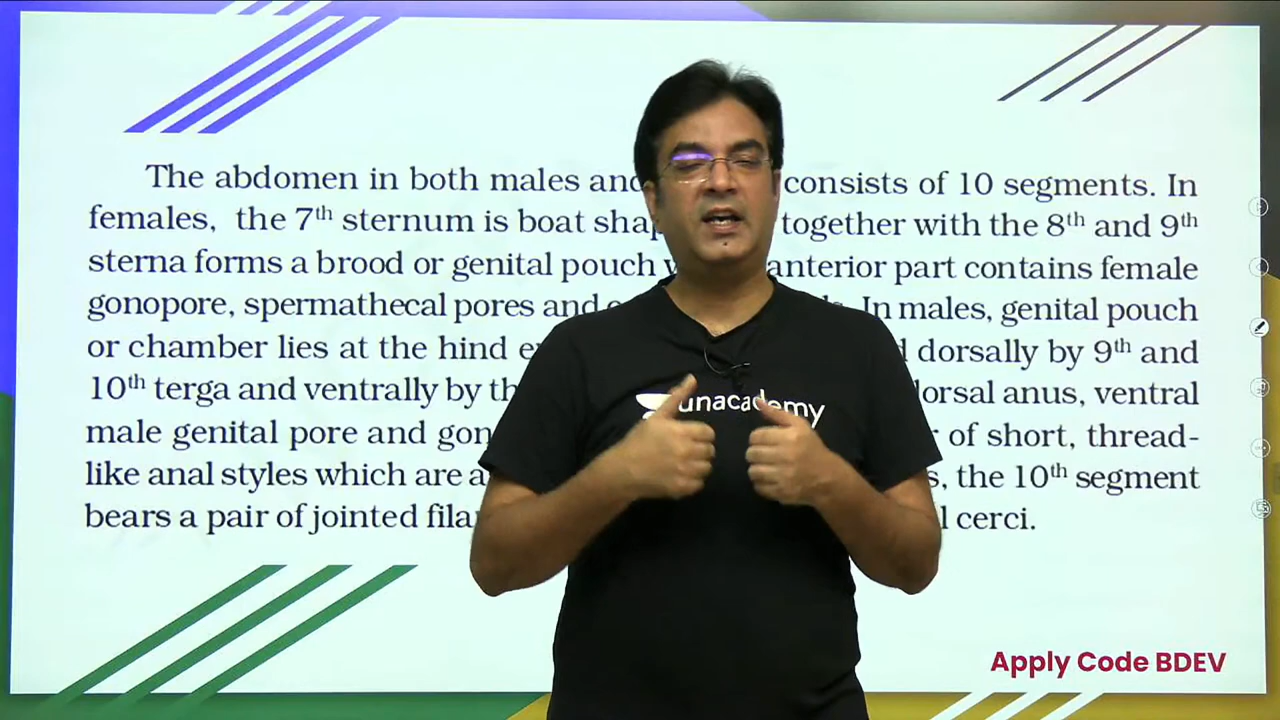 The abdomen in both males and consists of 10 segments. In
females, the 7th sternum is boat shap together with the 8th and 9th
sterna forms a brood or genital pouch w anterior part contains female
gonopore, spermathecal pores and In males, genital pouch
or chamber lies at the hind dorsally by 9th and
10th terga and ventrally by th dorsal anus, ventral
male genital pore and gon of short, thread-
like anal styles which are a the 10th segment
bears a pair of jointed fila cerci.
unacademy
Apply Code BDEV